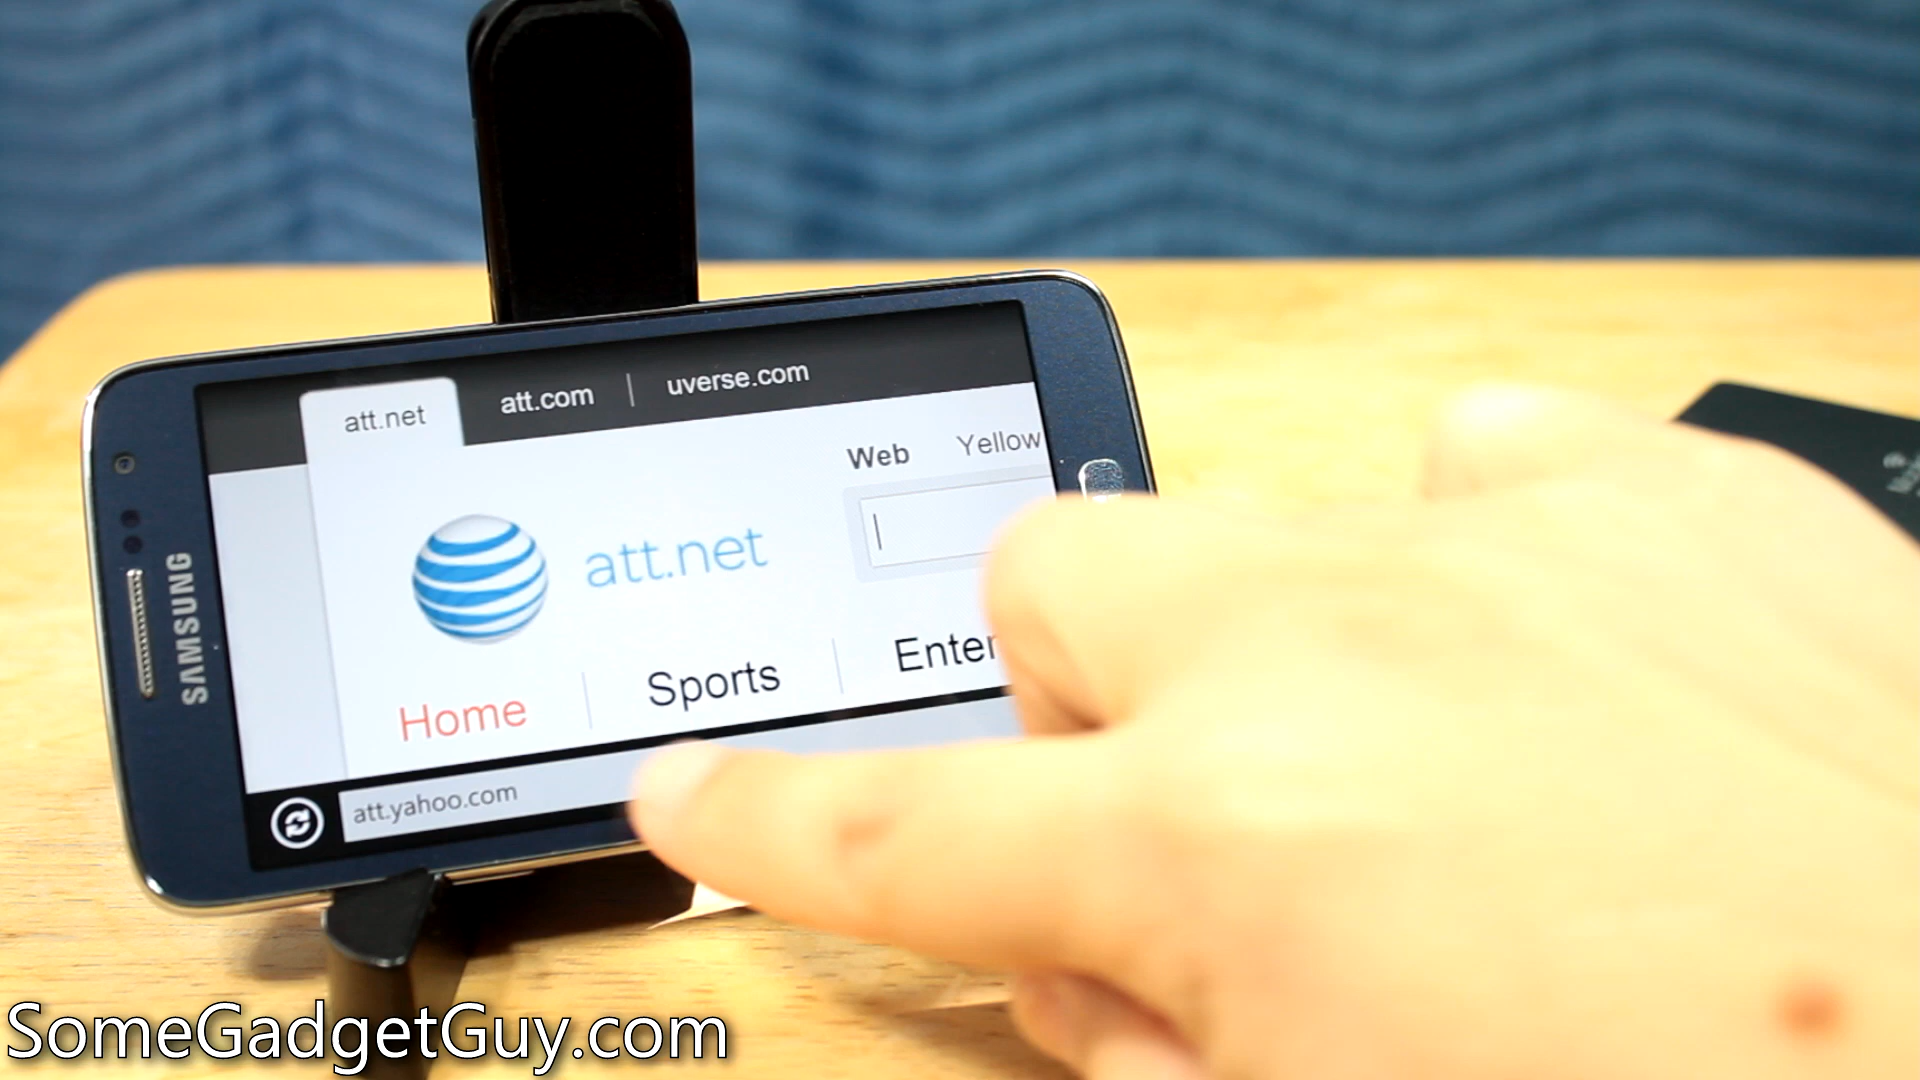 att.net att.com | uverse.com
Web Yellow
att.net
Home Sports Enter
att.yahoo.com
SAMSUNG
SomeGadgetGuy.com